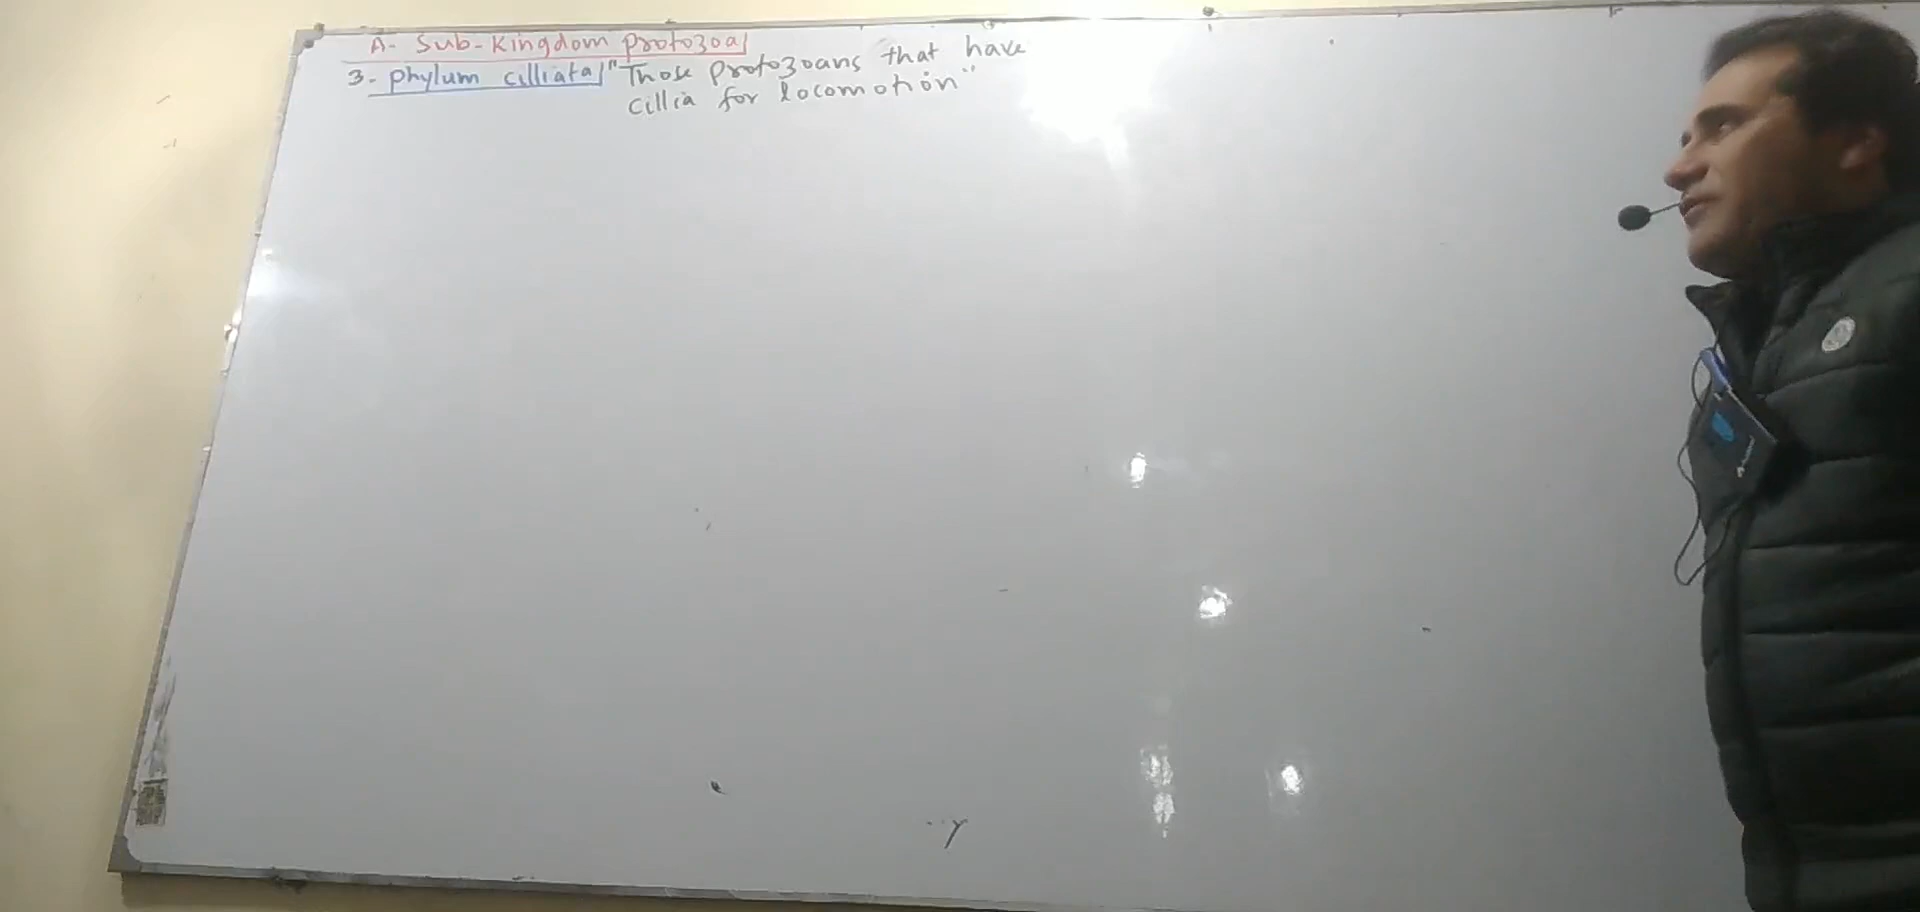 A- Sub-Kingdom protozoa
3- phylum cilliata "Those protozoans that have
cillia for locomotion"